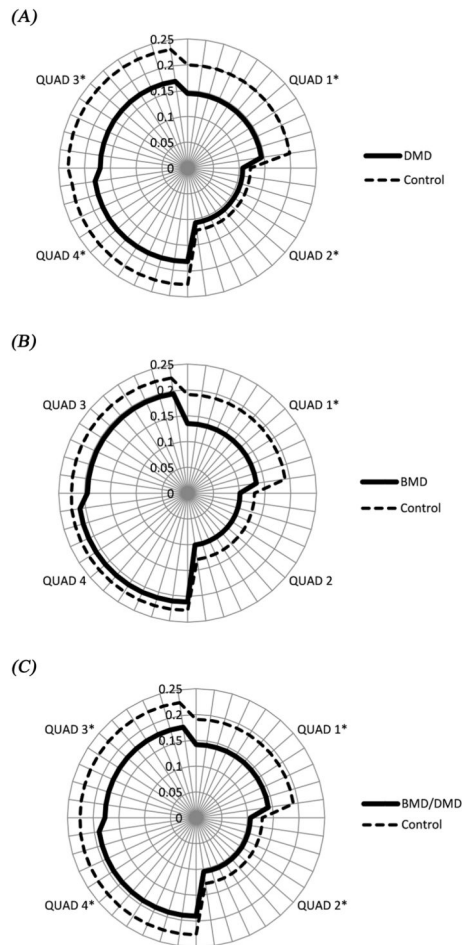 (A)
0.25
0.2
0.15
0.1
0.05
0
QUAD 3*
QUAD 1*
QUAD 4*
QUAD 2*
DMD
Control
(B)
0.25
0.2
0.15
0.1
0.05
0
QUAD 3
QUAD 1*
QUAD 4
QUAD 2
BMD
Control
(C)
0.25
0.2
0.15
0.1
0.05
0
QUAD 3*
QUAD 1*
QUAD 4*
QUAD 2*
BMD/DMD
Control